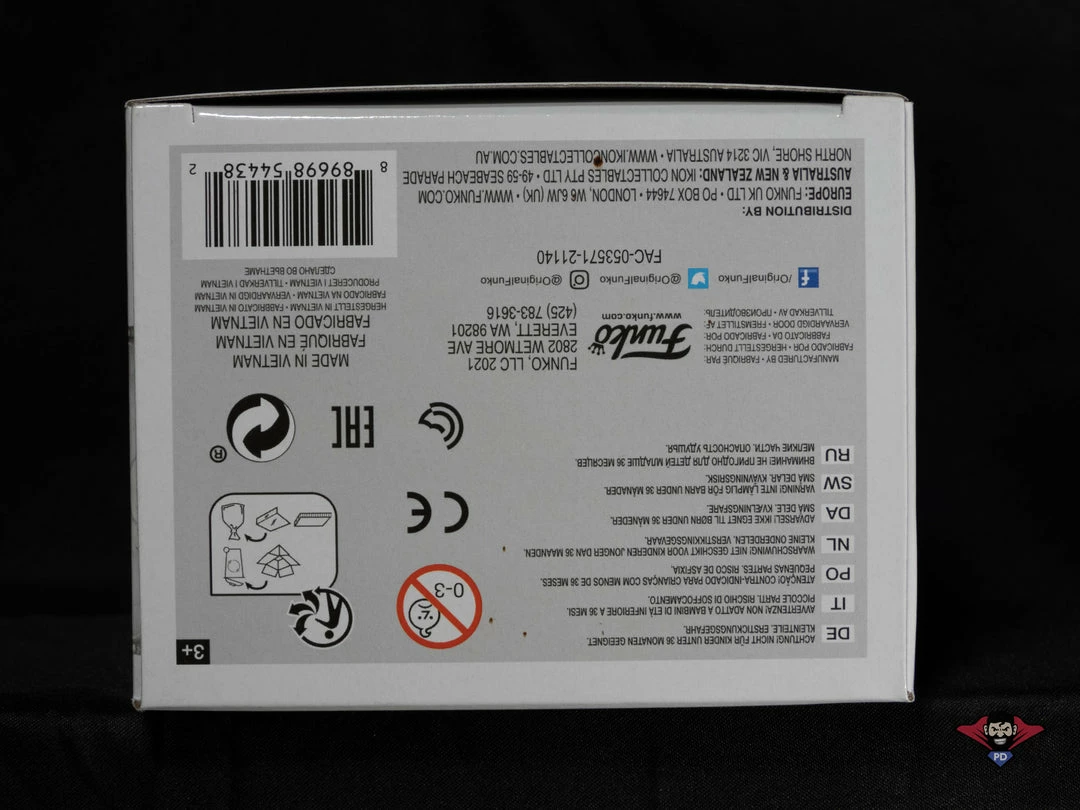 DE
ACHTUNG! NICHT FÜR KINDER UNTER 36 MONATEN GEEIGNET.
KLEINTEILE. ERSTICKUNGSGEFAHR.
IT
AVVERTENZA! NON ADATTO A BAMBINI DI ETÀ INFERIORE A 36 MESI.
PICCOLE PARTI. RISCHIO DI SOFFOCAMENTO.
PO
ATENÇÃO! CONTRA-INDICADO PARA CRIANÇAS COM MENOS DE 36 MESES.
PEQUENAS PARTES. RISCO DE ASFIXIA.
NL
WAARSCHUWING! NIET GESCHIKT VOOR KINDEREN JONGER DAN 36 MAANDEN.
KLEINE ONDERDELEN. VERSTIKKINGSGEVAAR.
DA
ADVARSEL! IKKE EGNET TIL BØRN UNDER 36 MÅNEDER.
SMÅ DELE. KVÆLNINGSFARE.
SW
VARNING! INTE LÄMPLIG FÖR BARN UNDER 36 MÅNADER.
SMÅ DELAR. KVÄVNINGSRISK.
RU
ВНИМАНИЕ! НЕ ПРИГОДНО ДЛЯ ДЕТЕЙ МЛАДШЕ 36 МЕСЯЦЕВ.
МЕЛКИЕ ЧАСТИ. ОПАСНОСТЬ УДУШЬЯ.
3+
0-3
CE
EAC
®
MANUFACTURED BY • FABRIQUÉ PAR:
FABRICADO POR • HERGESTELLT DURCH:
FABBRICATO DA • FABRICADO POR:
VERVAARDIGD DOOR • FREMSTILLET AF:
TILLVERKAD AV • ПРОИЗВОДИТЕЛЬ:
Funko
www.funko.com
FUNKO, LLC 2021
2802 WETMORE AVE
EVERETT, WA 98201
(425) 783-3616
MADE IN VIETNAM
FABRIQUÉ EN VIETNAM
FABRICADO EN VIETNAM
HERGESTELLT IN VIETNAM • FABBRICATO IN VIETNAM
FABRICADO NA VIETNAM • VERVAARDIGD IN VIETNAM
PRODUCERET I VIETNAM • TILLVERKAD I VIETNAM
СДЕЛАНО ВО ВЬЕТНАМЕ
/OriginalFunko @OriginalFunko @OriginalFunko
FAC-053571-21140
DISTRIBUTION BY:
EUROPE: FUNKO UK LTD • PO BOX 74644 • LONDON, W6 6JW (UK) • WWW.FUNKO.COM
AUSTRALIA & NEW ZEALAND: IKON COLLECTABLES PTY LTD • 49-59 SEABEACH PARADE
NORTH SHORE, VIC 3214 AUSTRALIA • WWW.IKONCOLLECTABLES.COM.AU
8 89698 54438 2
PD